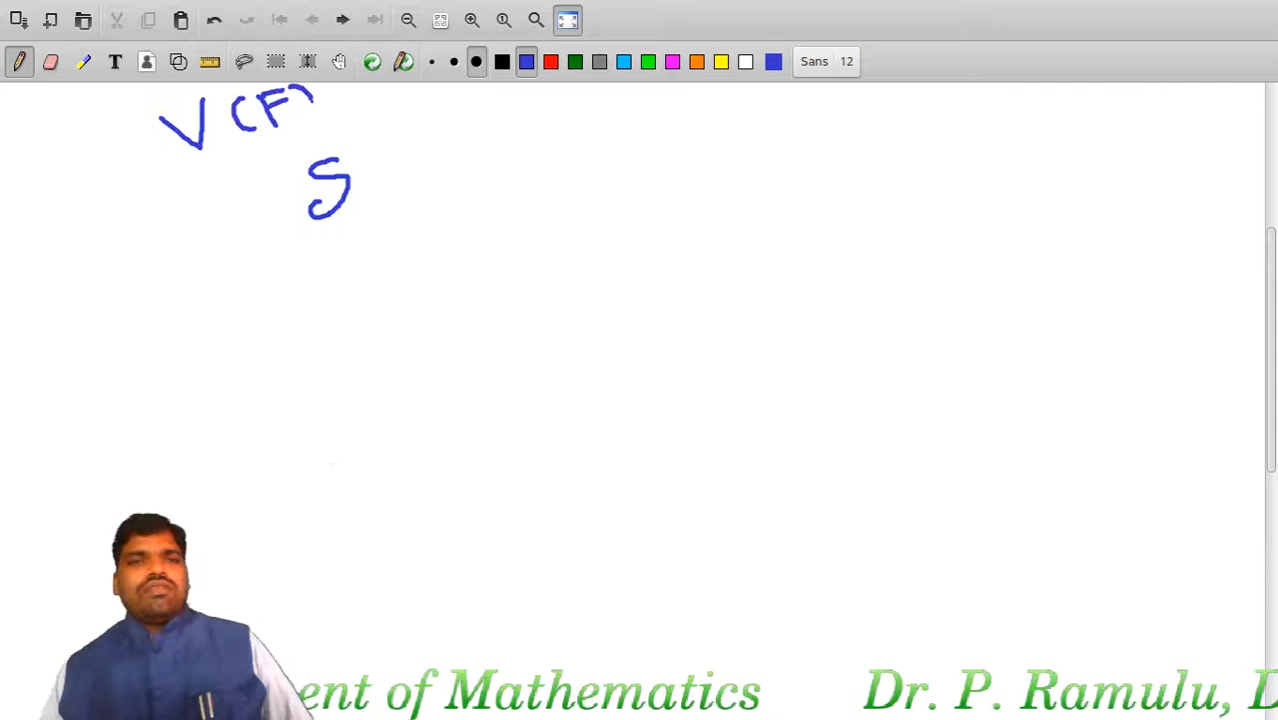 Sans 12
V (F)
S
ent of Mathematics Dr. P. Ramulu, D